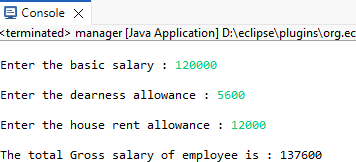 Console
<terminated> manager [Java Application] D:\eclipse\plugins\org.ec
Enter the basic salary : 120000
Enter the dearness allowance : 5600
Enter the house rent allowance : 12000
The total Gross salary of employee is : 137600